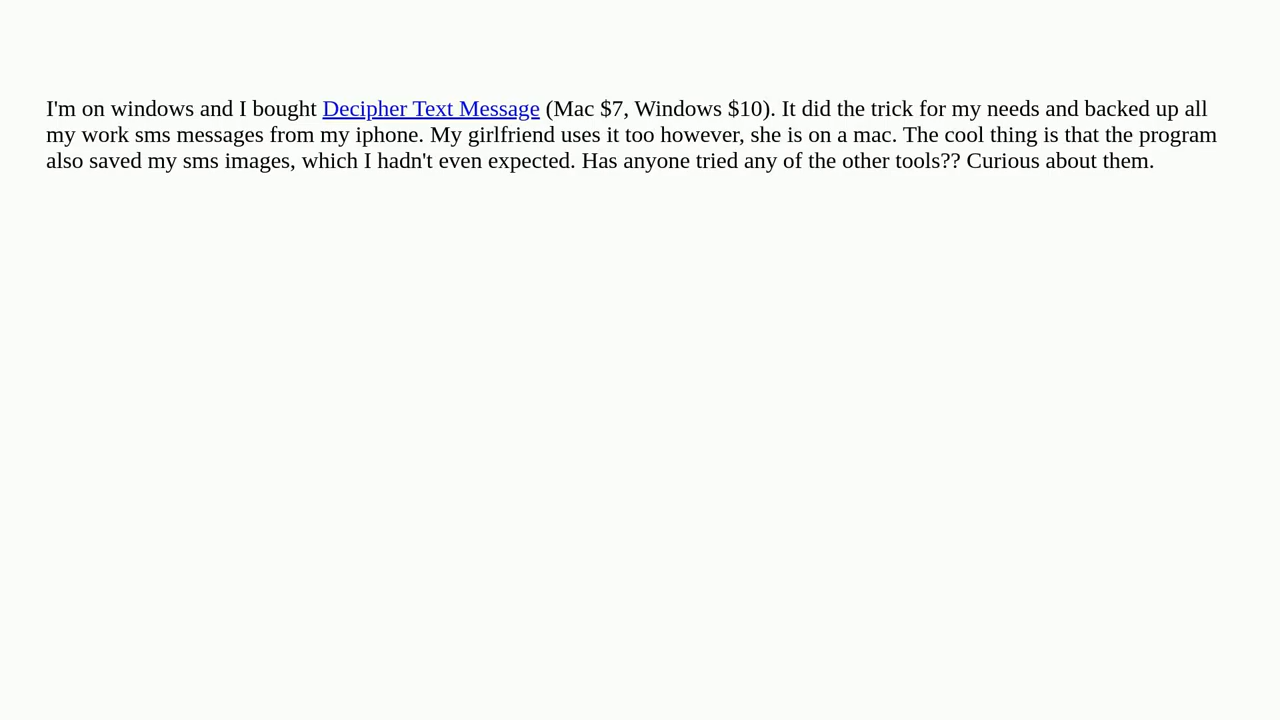 I'm on windows and I bought Decipher Text Message (Mac $7, Windows $10). It did the trick for my needs and backed up all
my work sms messages from my iphone. My girlfriend uses it too however, she is on a mac. The cool thing is that the program
also saved my sms images, which I hadn't even expected. Has anyone tried any of the other tools?? Curious about them.